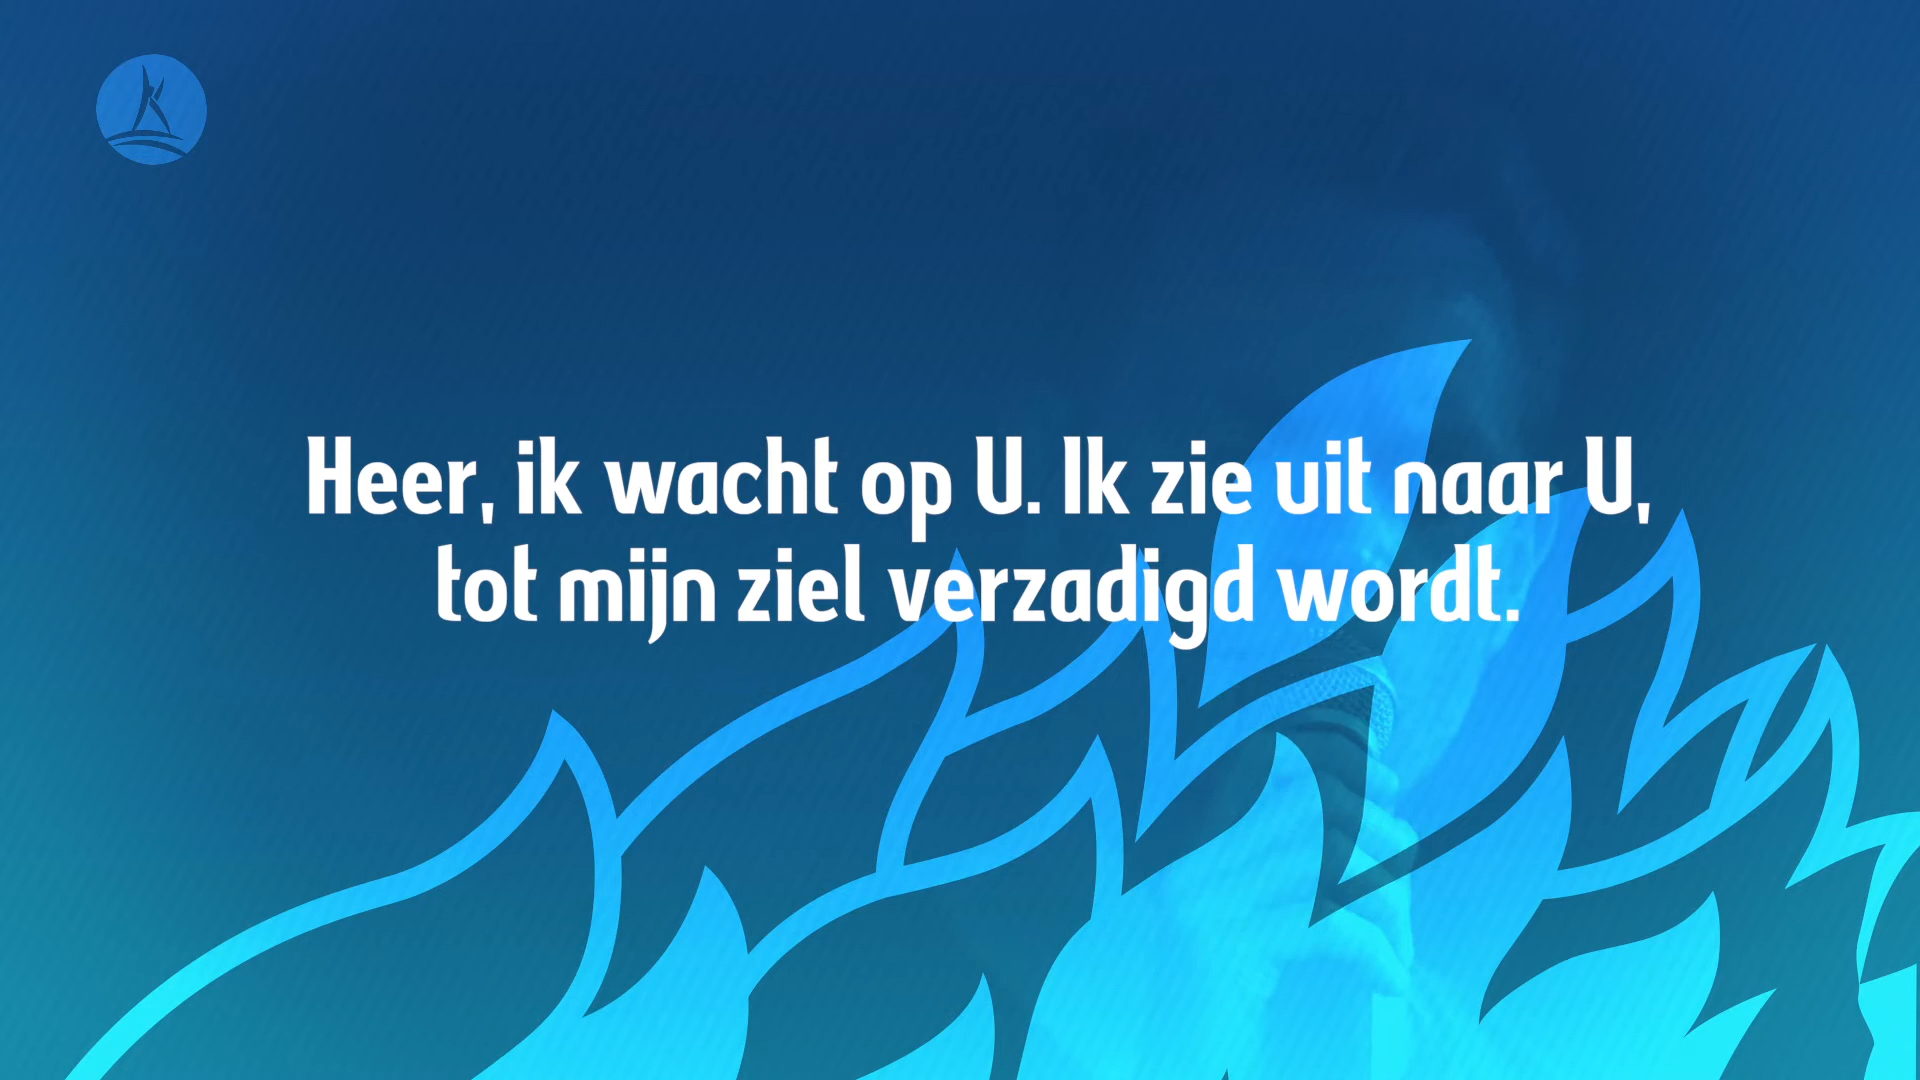 Heer, ik wacht op U. Ik zie uit naar U,
tot mijn ziel verzadigd wordt.